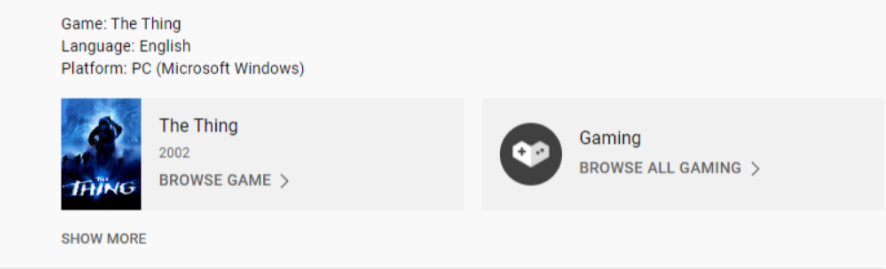 Game: The Thing
Language: English
Platform: PC (Microsoft Windows)
THE THING
The Thing
2002
BROWSE GAME
Gaming
BROWSE ALL GAMING
SHOW MORE